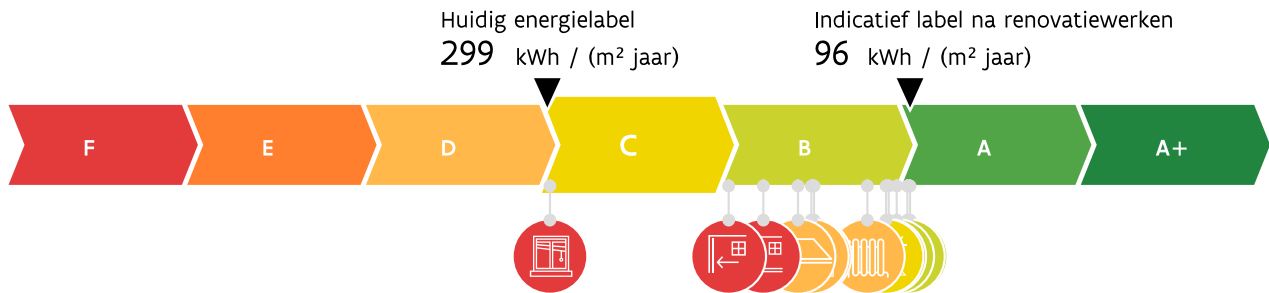 Huidig energielabel
299 kWh / (m² jaar)
Indicatief label na renovatiewerken
96 kWh / (m² jaar)
F E D C B A A+